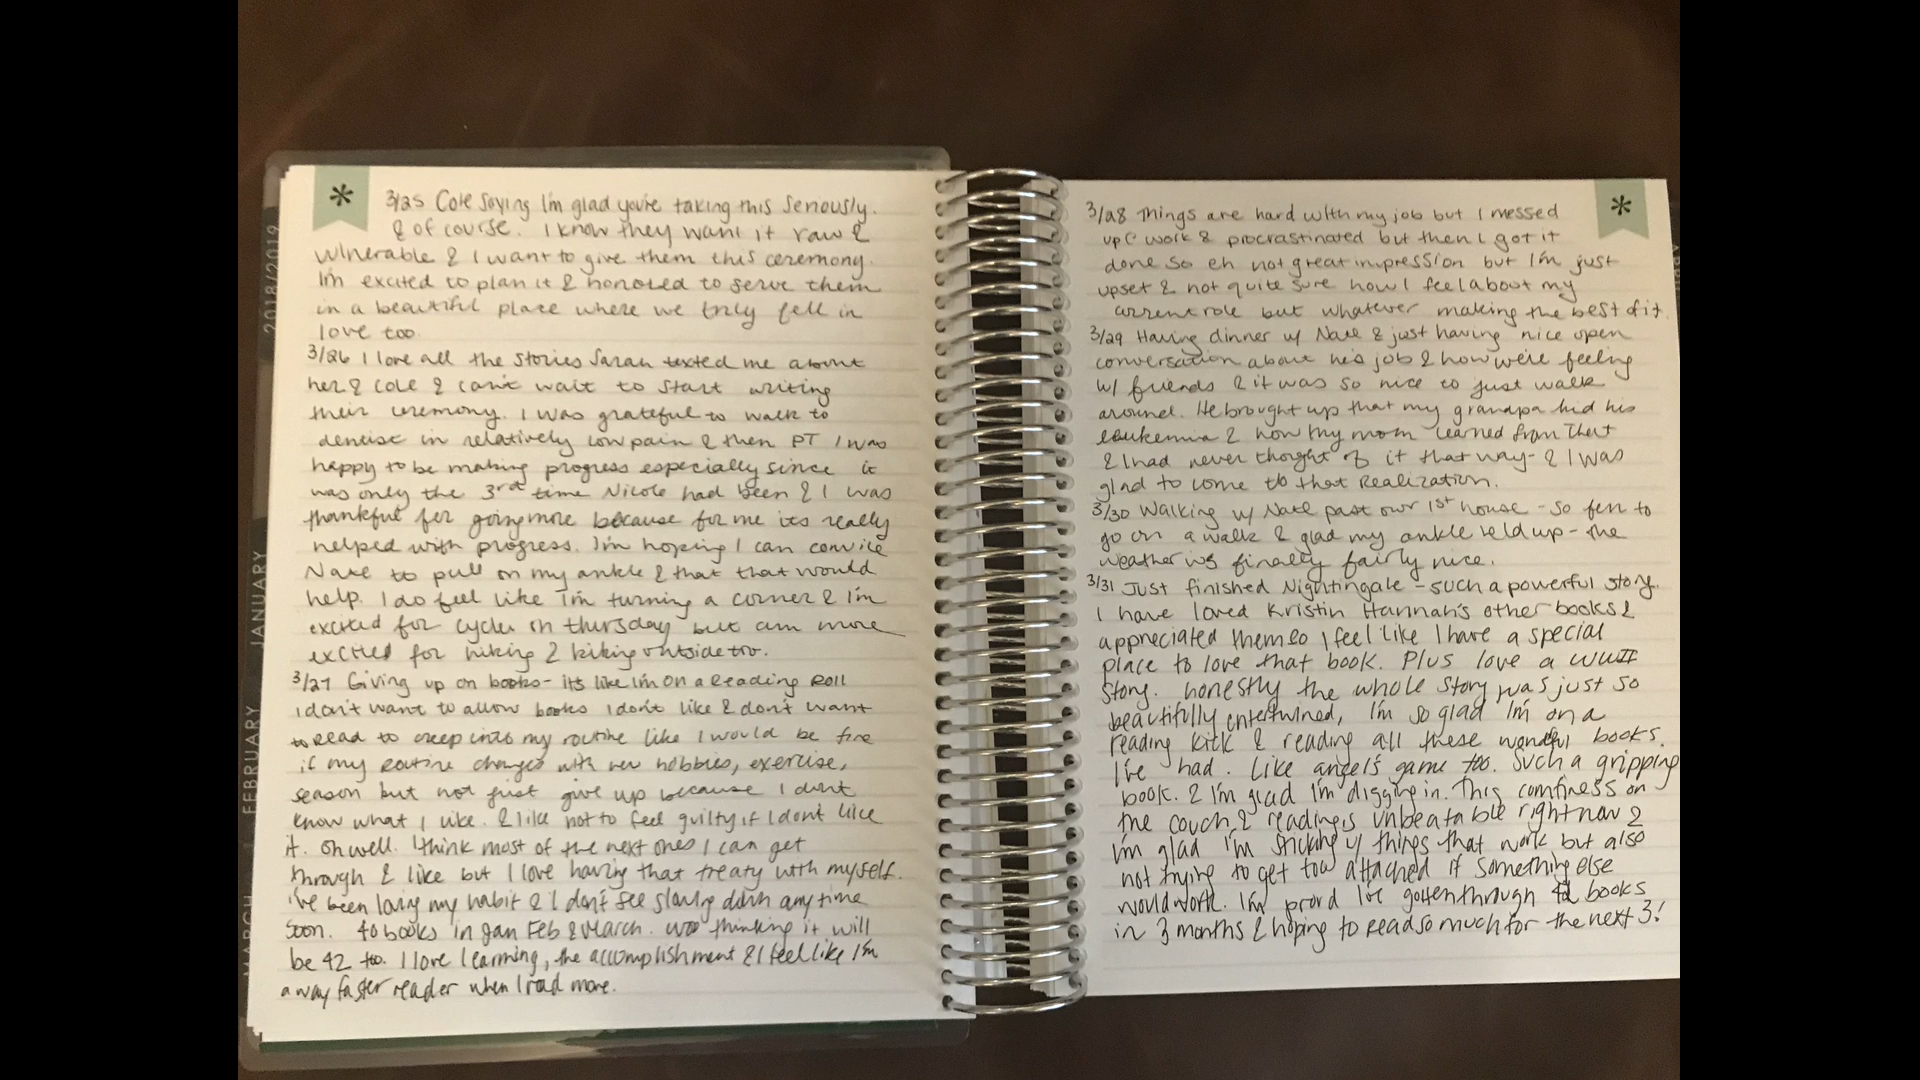 3/25 Cole saying I'm glad you're taking this seriously.
& of course. I know they want it raw &
vulnerable & I want to give them this ceremony.
I'm excited to plan it & honored to serve them
in a beautiful place where we truly fell in
love too.
3/26 I love all the stories Sarah texted me about
her & Cole & can't wait to start writing
their ceremony. I was grateful to walk to
dentist in relatively low pain & then PT I was
happy to be making progress especially since it
was only the 3rd time Nicole had been & I was
thankful for going more because for me its really
helped with progress. I'm hoping I can convice
Nate to pull on my ankle & that that would
help. I do feel like I'm turning a corner & I'm
excited for cycle on thursday but am more
excited for hiking & biking outside too.
3/27 Giving up on books - its like I'm on a reading roll
I don't want to allow books I don't like & don't want
to read to creep into my routine like I would be fine
if my routine changes with new hobbies, exercise,
season but not just give up because I don't
know what I like. & like not to feel guilty if I don't like
it. oh well. I think most of the next ones I can get
through & like but I love having that treaty with myself.
I've been loving my habit & I don't see slowing down anytime
soon. 40 books in Jan Feb & March. thinking it will
be 42 too. I love learning, the accomplishment & I feel like I'm
a way faster reader when I read more.
3/28 Things are hard with my job but I messed
up @ work & procrastinated but then I got it
done so eh not great impression but I'm just
upset & not quite sure how I feel about my
current role but whatever making the best of it.
3/29 Having dinner w/ Nate & just having nice open
conversation about his job & how we're feeling
w/ friends & it was so nice to just walk
around. He brought up that my grandpa hid his
leukemia & how my mom learned from that
& I had never thought of it that way - & I was
glad to come to that realization.
3/30 Walking w/ Nate past our 1st house - so fun to
go on a walk & glad my ankle held up - the
weather is finally fairly nice.
3/31 Just finished Nightingale - such a powerful story.
I have loved Kristin Hannah's other books &
appreciated them so I feel like I have a special
place to love that book. Plus love a WWII
story. honestly the whole story was just so
beautifully entertwined, I'm so glad I'm on a
reading kick & reading all these wonderful books
I've had. Like angel's game too. Such a gripping
book. & I'm glad I'm digging in. This comfiness on
the couch & reading is unbeatable right now &
I'm glad I'm sticking w/ things that work but also
not trying to get too attached if something else
would work. I'm proud I've gotten through books
in 3 months & hoping to read so much for the next 3!
2018/2019
JANUARY
FEBRUARY
MARCH